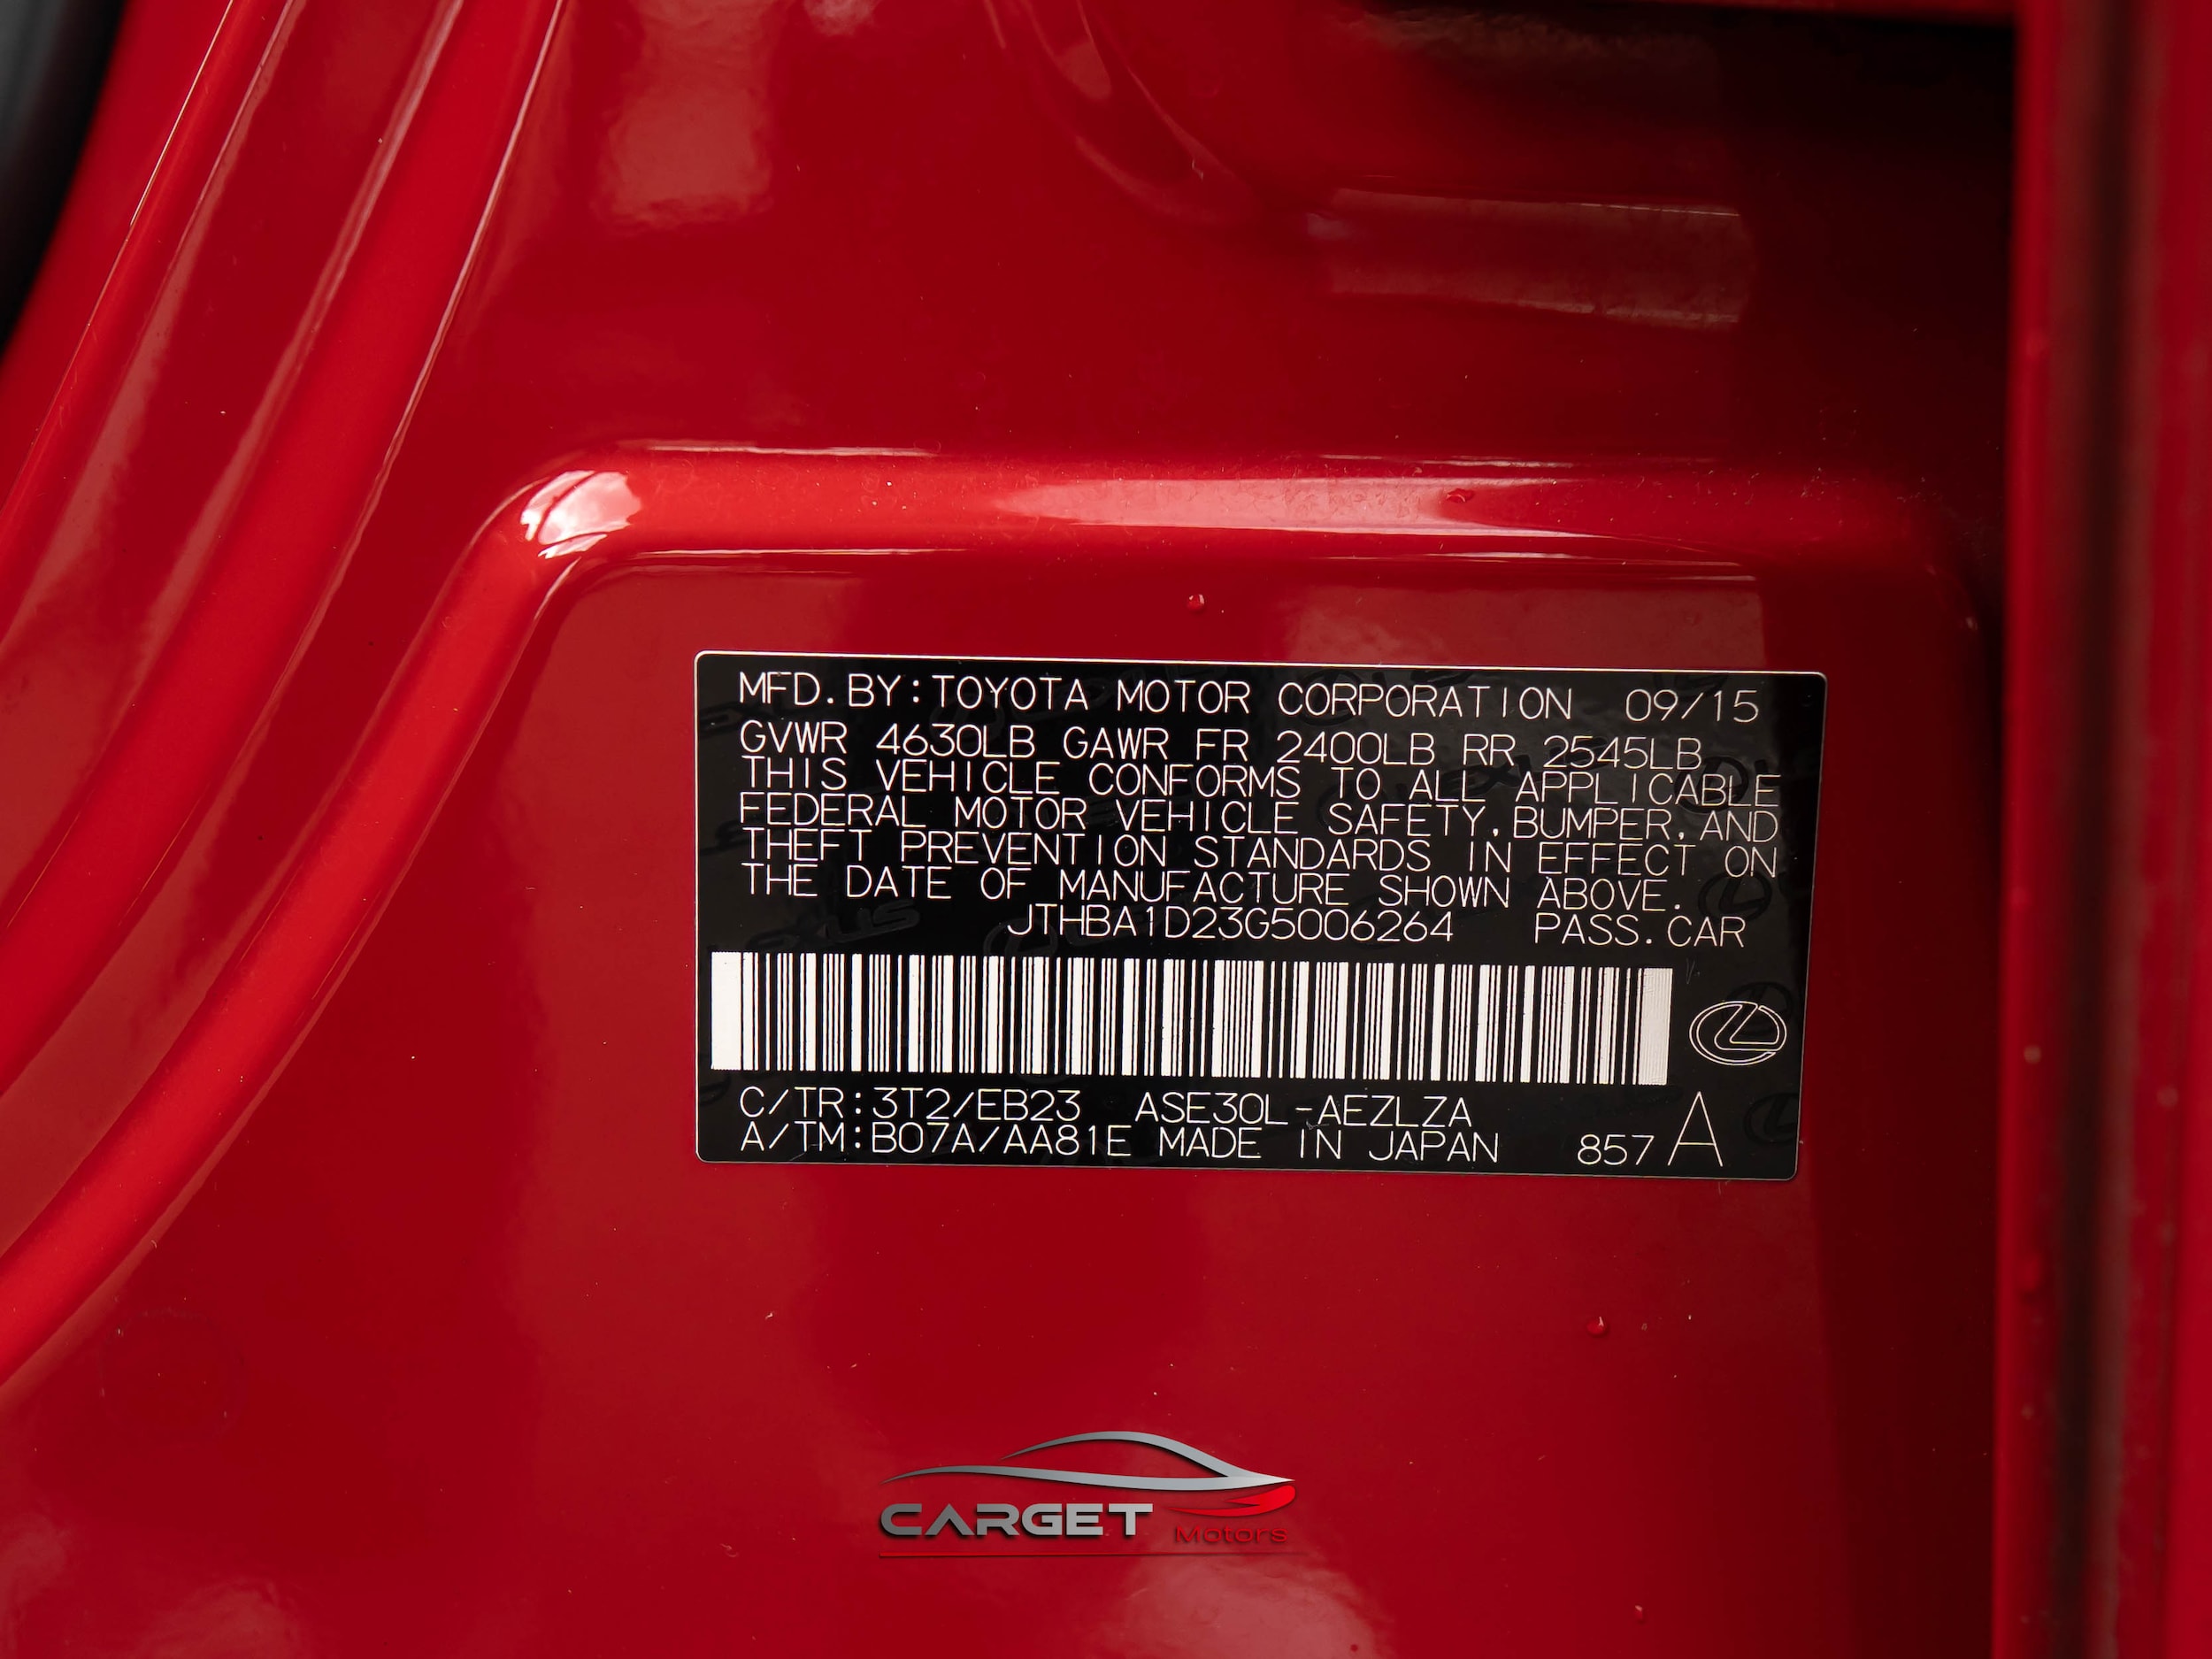 MFD.BY:TOYOTA MOTOR CORPORATION 09/15
GVWR 4630LB GAWR FR 2400LB RR 2545LB
THIS VEHICLE CONFORMS TO ALL APPLICABLE
FEDERAL MOTOR VEHICLE SAFETY,BUMPER,AND
THEFT PREVENTION STANDARDS IN EFFECT ON
THE DATE OF MANUFACTURE SHOWN ABOVE.
JTHBA1D23G5006264 PASS.CAR
C/TR:3T2/EB23 ASE30L-AEZLZA
A/TM:B07A/AA81E MADE IN JAPAN 857 A
CARGET Motors